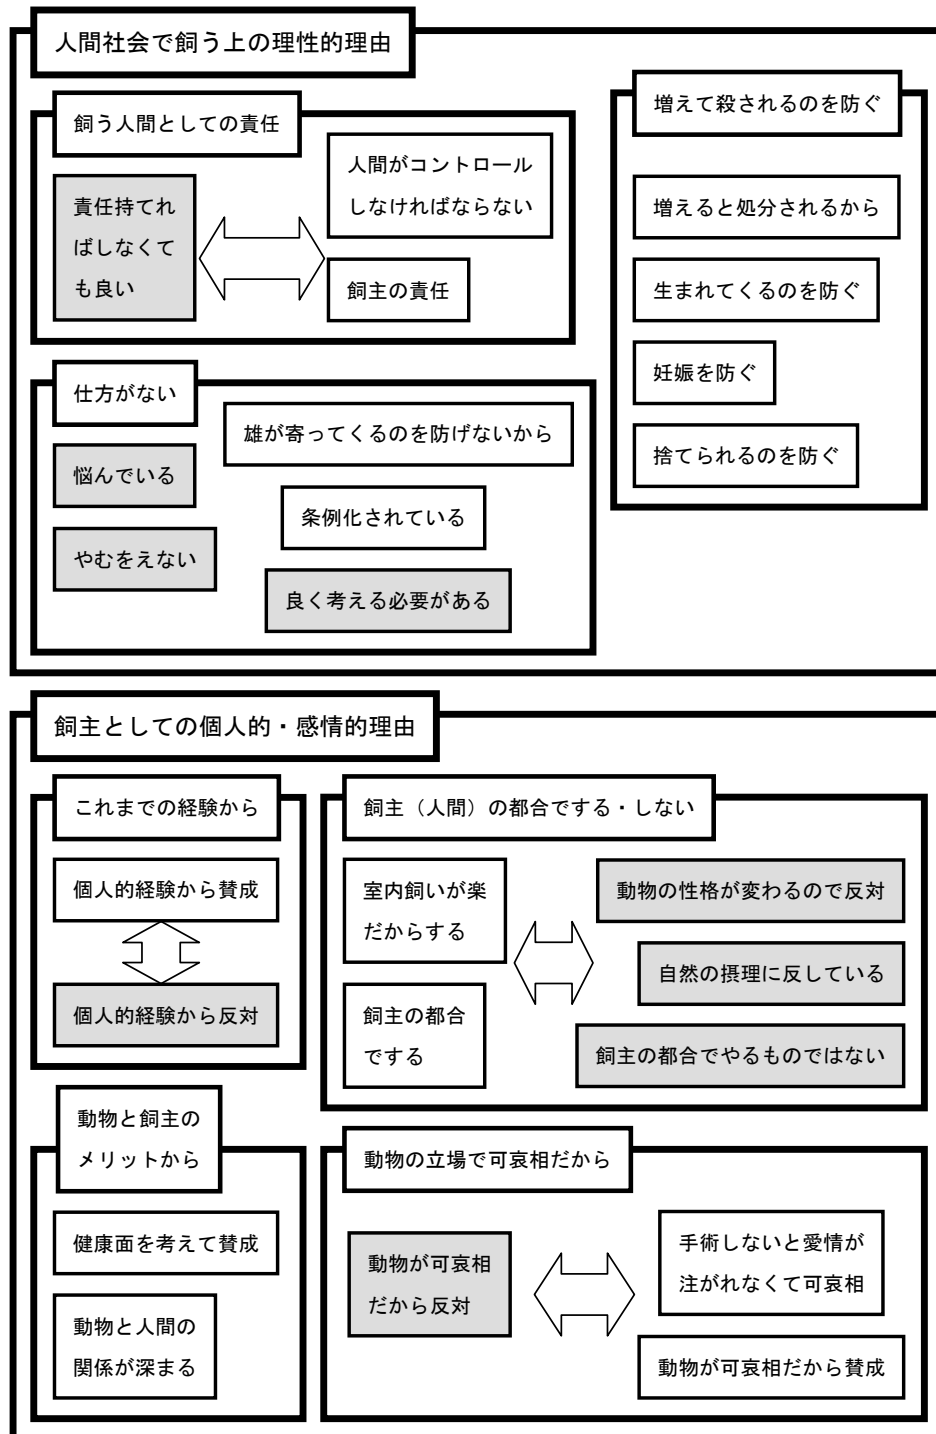 人間社会で飼う上の理性的理由
飼う人間としての責任
責任持てれ
ばしなくて
も良い
人間がコントロール
しなければならない
飼主の責任
仕方がない
悩んでいる
やむをえない
雄が寄ってくるのを防げないから
条例化されている
良く考える必要がある
増えて殺されるのを防ぐ
増えると処分されるから
生まれてくるのを防ぐ
妊娠を防ぐ
捨てられるのを防ぐ
飼主としての個人的・感情的理由
これまでの経験から
個人的経験から賛成
個人的経験から反対
飼主（人間）の都合でする・しない
室内飼いが楽
だからする
飼主の都合
でする
動物の性格が変わるので反対
自然の摂理に反している
飼主の都合でやるものではない
動物と飼主の
メリットから
健康面を考えて賛成
動物と人間の
関係が深まる
動物の立場で可哀相だから
動物が可哀相
だから反対
手術しないと愛情が
注がれなくて可哀相
動物が可哀相だから賛成